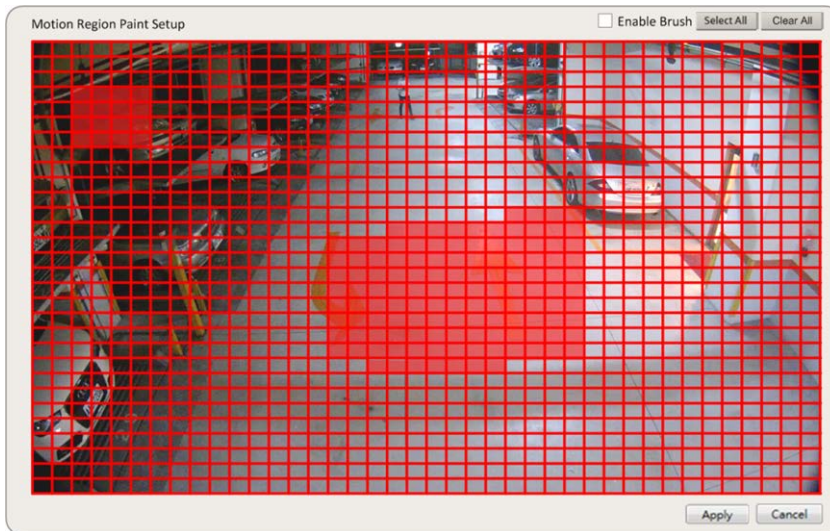 Motion Region Paint Setup
Enable Brush
Select All
Clear All
Apply
Cancel